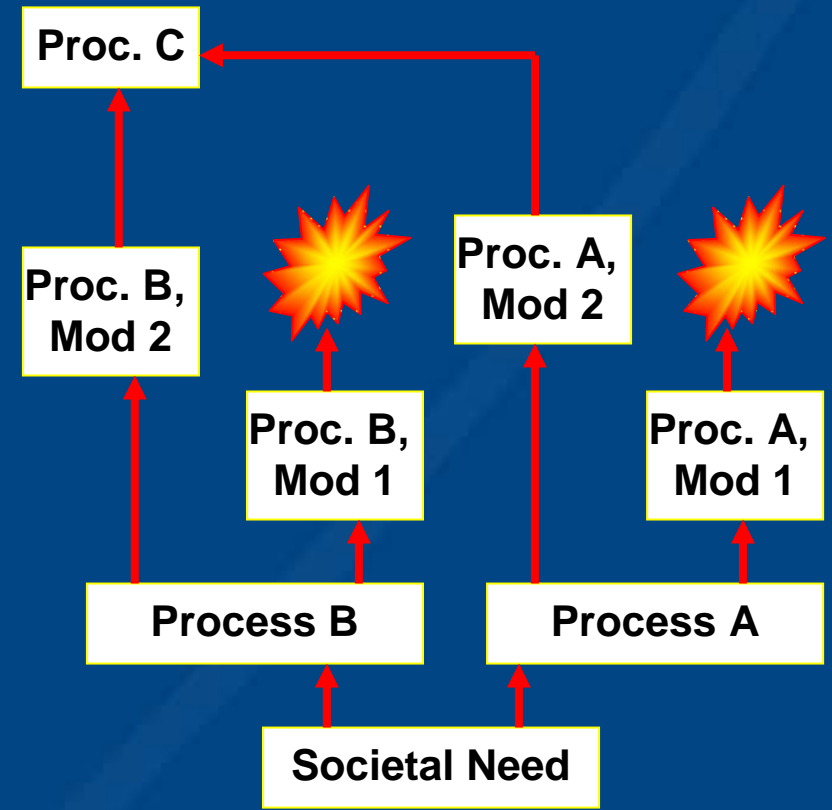 Proc. C
Proc. B,
Mod 2
Proc. A,
Mod 2
Proc. B,
Mod 1
Proc. A,
Mod 1
Process B
Process A
Societal Need